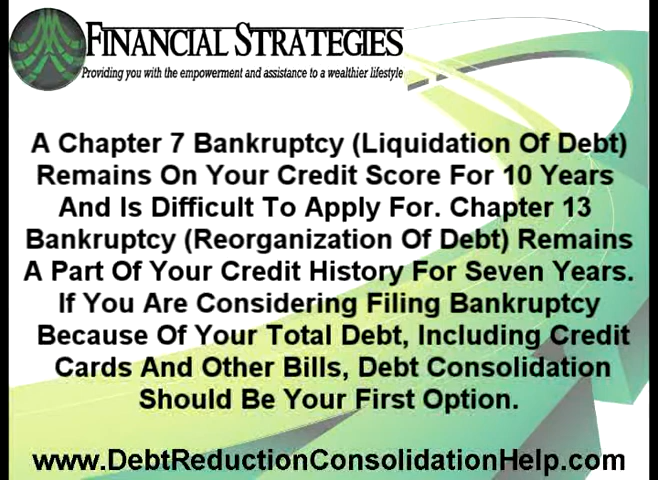 FINANCIAL STRATEGIES
Providing you with the empowerment and assistance to a wealthier lifestyle
A Chapter 7 Bankruptcy (Liquidation Of Debt)
Remains On Your Credit Score For 10 Years
And Is Difficult To Apply For. Chapter 13
Bankruptcy (Reorganization Of Debt) Remains
A Part Of Your Credit History For Seven Years.
If You Are Considering Filing Bankruptcy
Because Of Your Total Debt, Including Credit
Cards And Other Bills, Debt Consolidation
Should Be Your First Option.
www.DebtReductionConsolidationHelp.com